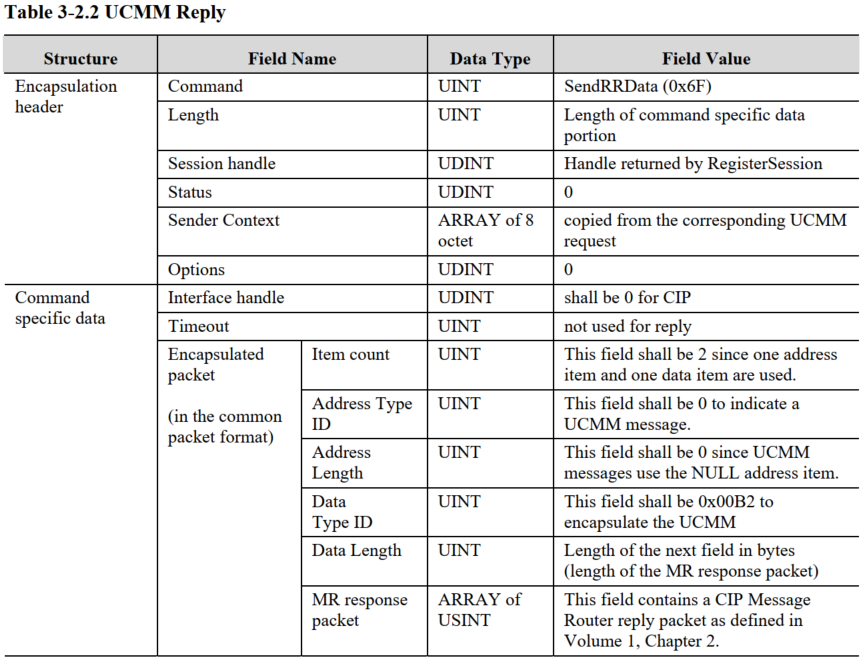 Table 3-2.2 UCMM Reply
Structure Field Name Data Type Field Value
Encapsulation
header
Command UINT SendRRData (0x6F)
Length UINT Length of command specific data
portion
Session handle UDINT Handle returned by RegisterSession
Status UDINT 0
Sender Context ARRAY of 8
octet
copied from the corresponding UCMM
request
Options UDINT 0
Command
specific data
Interface handle UDINT shall be 0 for CIP
Timeout UINT not used for reply
Encapsulated
packet
(in the common
packet format)
Item count UINT This field shall be 2 since one address
item and one data item are used.
Address Type
ID
UINT This field shall be 0 to indicate a
UCMM message.
Address
Length
UINT This field shall be 0 since UCMM
messages use the NULL address item.
Data
Type ID
UINT This field shall be 0x00B2 to
encapsulate the UCMM
Data Length UINT Length of the next field in bytes
(length of the MR response packet)
MR response
packet
ARRAY of
USINT
This field contains a CIP Message
Router reply packet as defined in
Volume 1, Chapter 2.